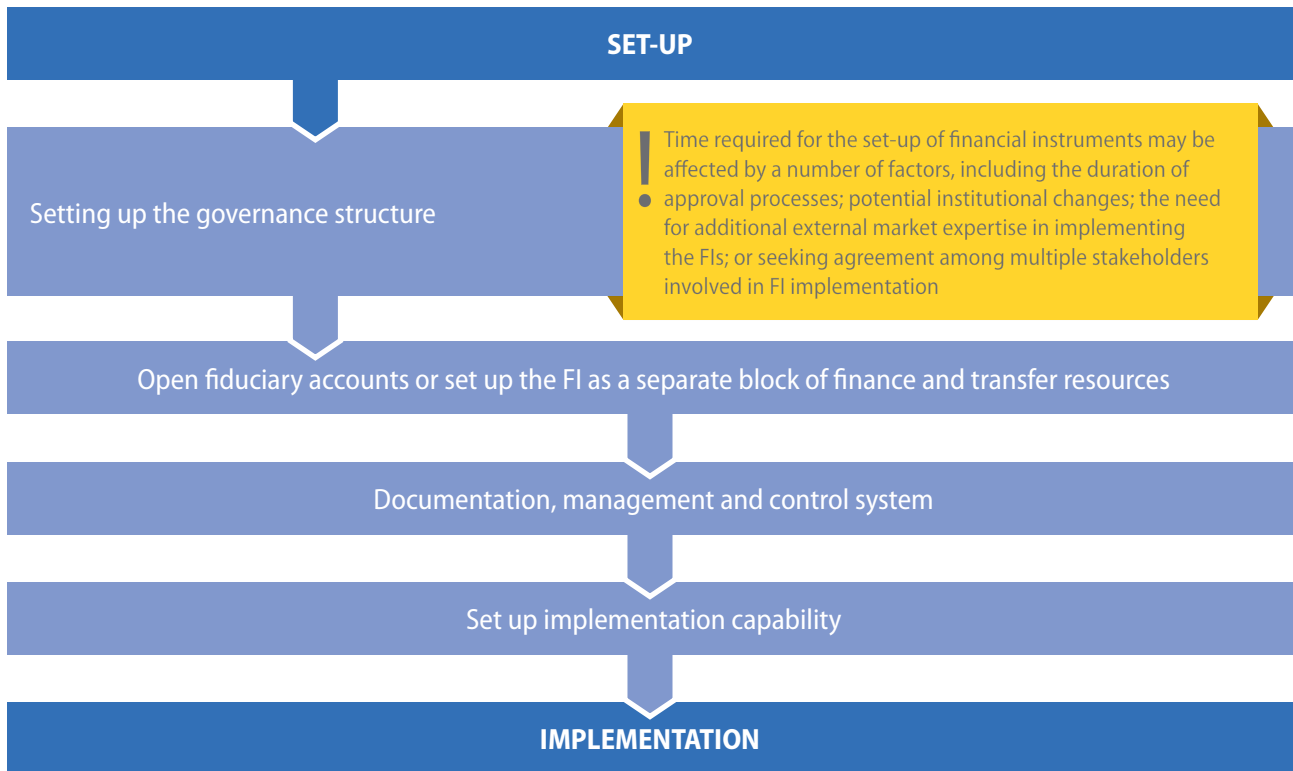 SET-UP
Setting up the governance structure
! Time required for the set-up of financial instruments may be
affected by a number of factors, including the duration of
approval processes; potential institutional changes; the need
for additional external market expertise in implementing
the FIs; or seeking agreement among multiple stakeholders
involved in FI implementation
Open fiduciary accounts or set up the FI as a separate block of finance and transfer resources
Documentation, management and control system
Set up implementation capability
IMPLEMENTATION